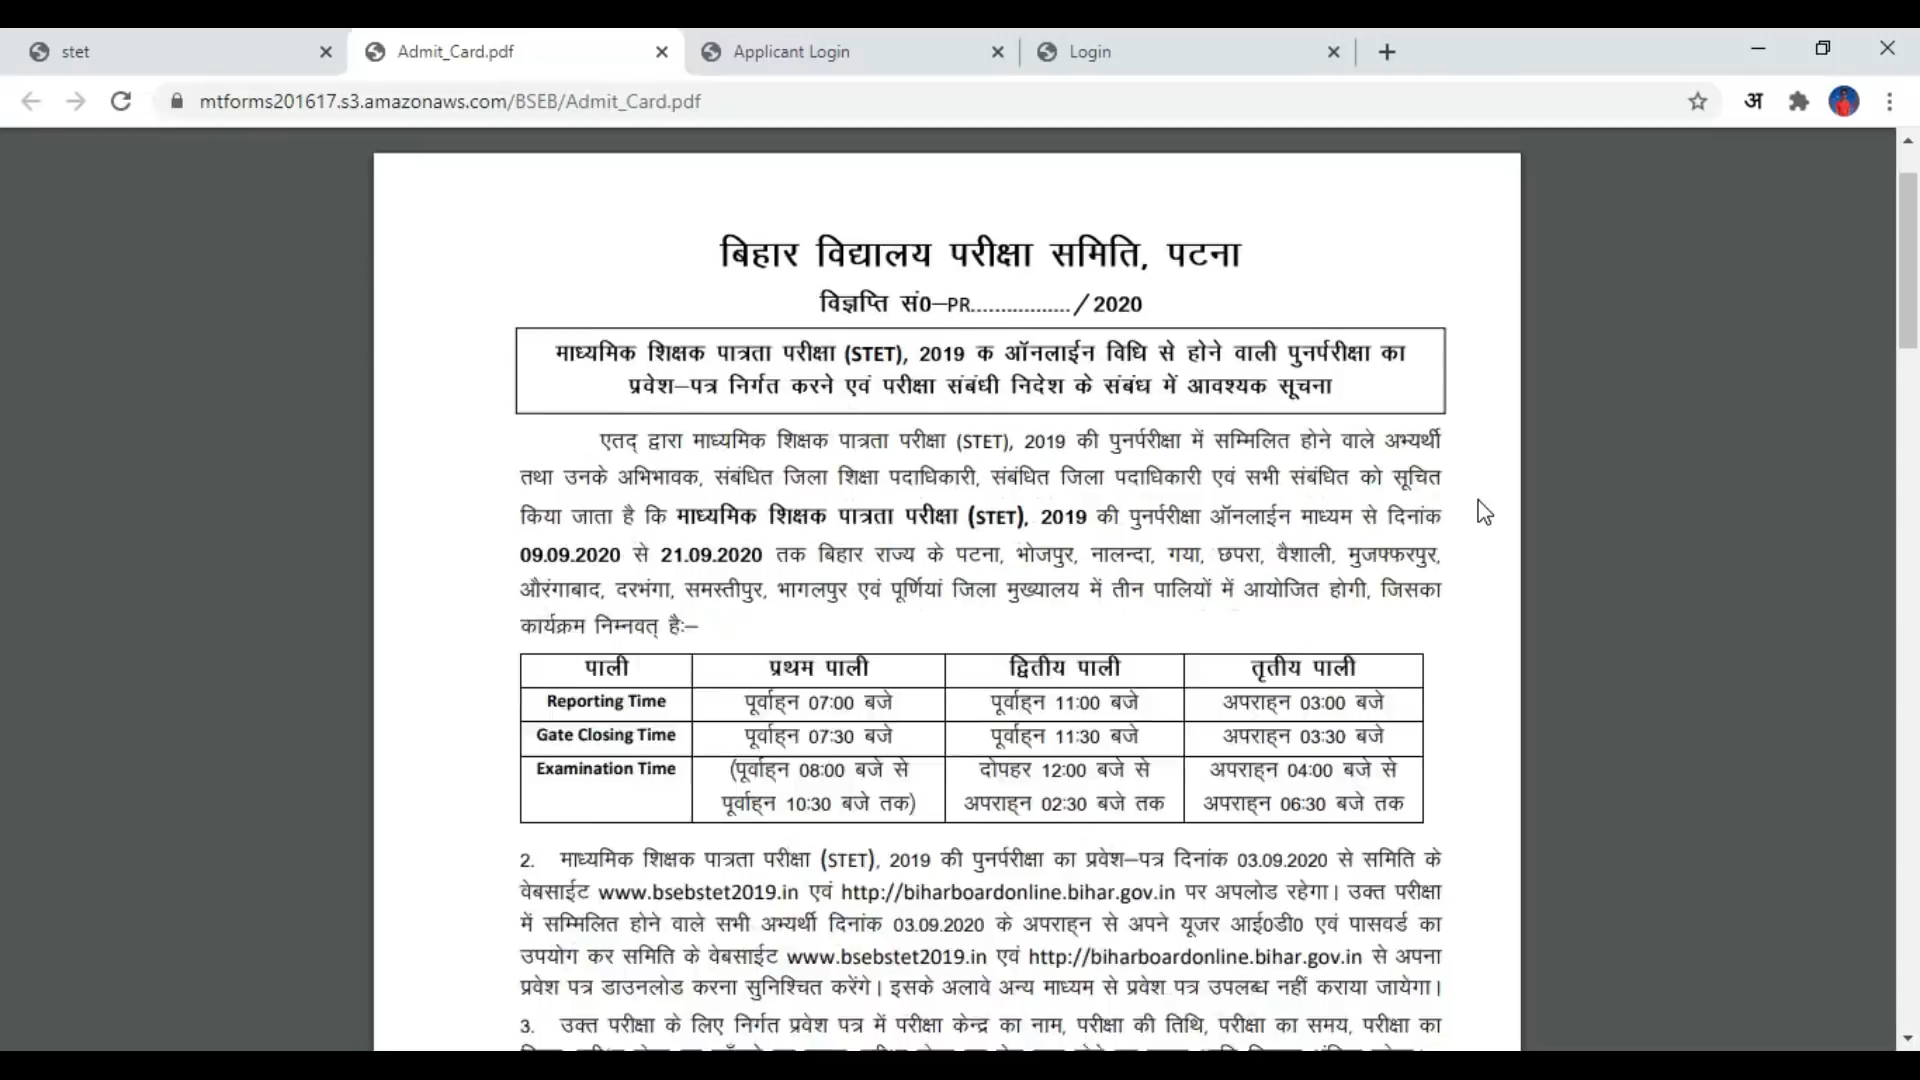 stet
Admit_Card.pdf
Applicant Login
Login
mtforms201617.s3.amazonaws.com/BSEB/Admit_Card.pdf
अ
बिहार विद्यालय परीक्षा समिति, पटना
विज्ञप्ति सं0–PR................. / 2020
माध्यमिक शिक्षक पात्रता परीक्षा (STET), 2019 क ऑनलाईन विधि से होने वाली पुनर्परीक्षा का
प्रवेश–पत्र निर्गत करने एवं परीक्षा संबंधी निदेश के संबंध में आवश्यक सूचना
एतद् द्वारा माध्यमिक शिक्षक पात्रता परीक्षा (STET), 2019 की पुनर्परीक्षा में सम्मिलित होने वाले अभ्यर्थी
तथा उनके अभिभावक, संबंधित जिला शिक्षा पदाधिकारी, संबंधित जिला पदाधिकारी एवं सभी संबंधित को सूचित
किया जाता है कि माध्यमिक शिक्षक पात्रता परीक्षा (STET), 2019 की पुनर्परीक्षा ऑनलाईन माध्यम से दिनांक
09.09.2020 से 21.09.2020 तक बिहार राज्य के पटना, भोजपुर, नालन्दा, गया, छपरा, वैशाली, मुजफ्फरपुर,
औरंगाबाद, दरभंगा, समस्तीपुर, भागलपुर एवं पूर्णियां जिला मुख्यालय में तीन पालियों में आयोजित होगी, जिसका
कार्यक्रम निम्नवत् है:–
पाली प्रथम पाली द्वितीय पाली तृतीय पाली
Reporting Time पूर्वाह्न 07:00 बजे पूर्वाह्न 11:00 बजे अपराह्न 03:00 बजे
Gate Closing Time पूर्वाह्न 07:30 बजे पूर्वाह्न 11:30 बजे अपराह्न 03:30 बजे
Examination Time (पूर्वाह्न 08:00 बजे से दोपहर 12:00 बजे से अपराह्न 04:00 बजे से
पूर्वाह्न 10:30 बजे तक) अपराह्न 02:30 बजे तक अपराह्न 06:30 बजे तक
2. माध्यमिक शिक्षक पात्रता परीक्षा (STET), 2019 की पुनर्परीक्षा का प्रवेश–पत्र दिनांक 03.09.2020 से समिति के
वेबसाईट www.bsebstet2019.in एवं http://biharboardonline.bihar.gov.in पर अपलोड रहेगा। उक्त परीक्षा
में सम्मिलित होने वाले सभी अभ्यर्थी दिनांक 03.09.2020 के अपराह्न से अपने यूजर आई0डी0 एवं पासवर्ड का
उपयोग कर समिति के वेबसाईट www.bsebstet2019.in एवं http://biharboardonline.bihar.gov.in से अपना
प्रवेश पत्र डाउनलोड करना सुनिश्चित करेंगे। इसके अलावे अन्य माध्यम से प्रवेश पत्र उपलब्ध नहीं कराया जायेगा।
3. उक्त परीक्षा के लिए निर्गत प्रवेश पत्र में परीक्षा केन्द्र का नाम, परीक्षा की तिथि, परीक्षा का समय, परीक्षा का